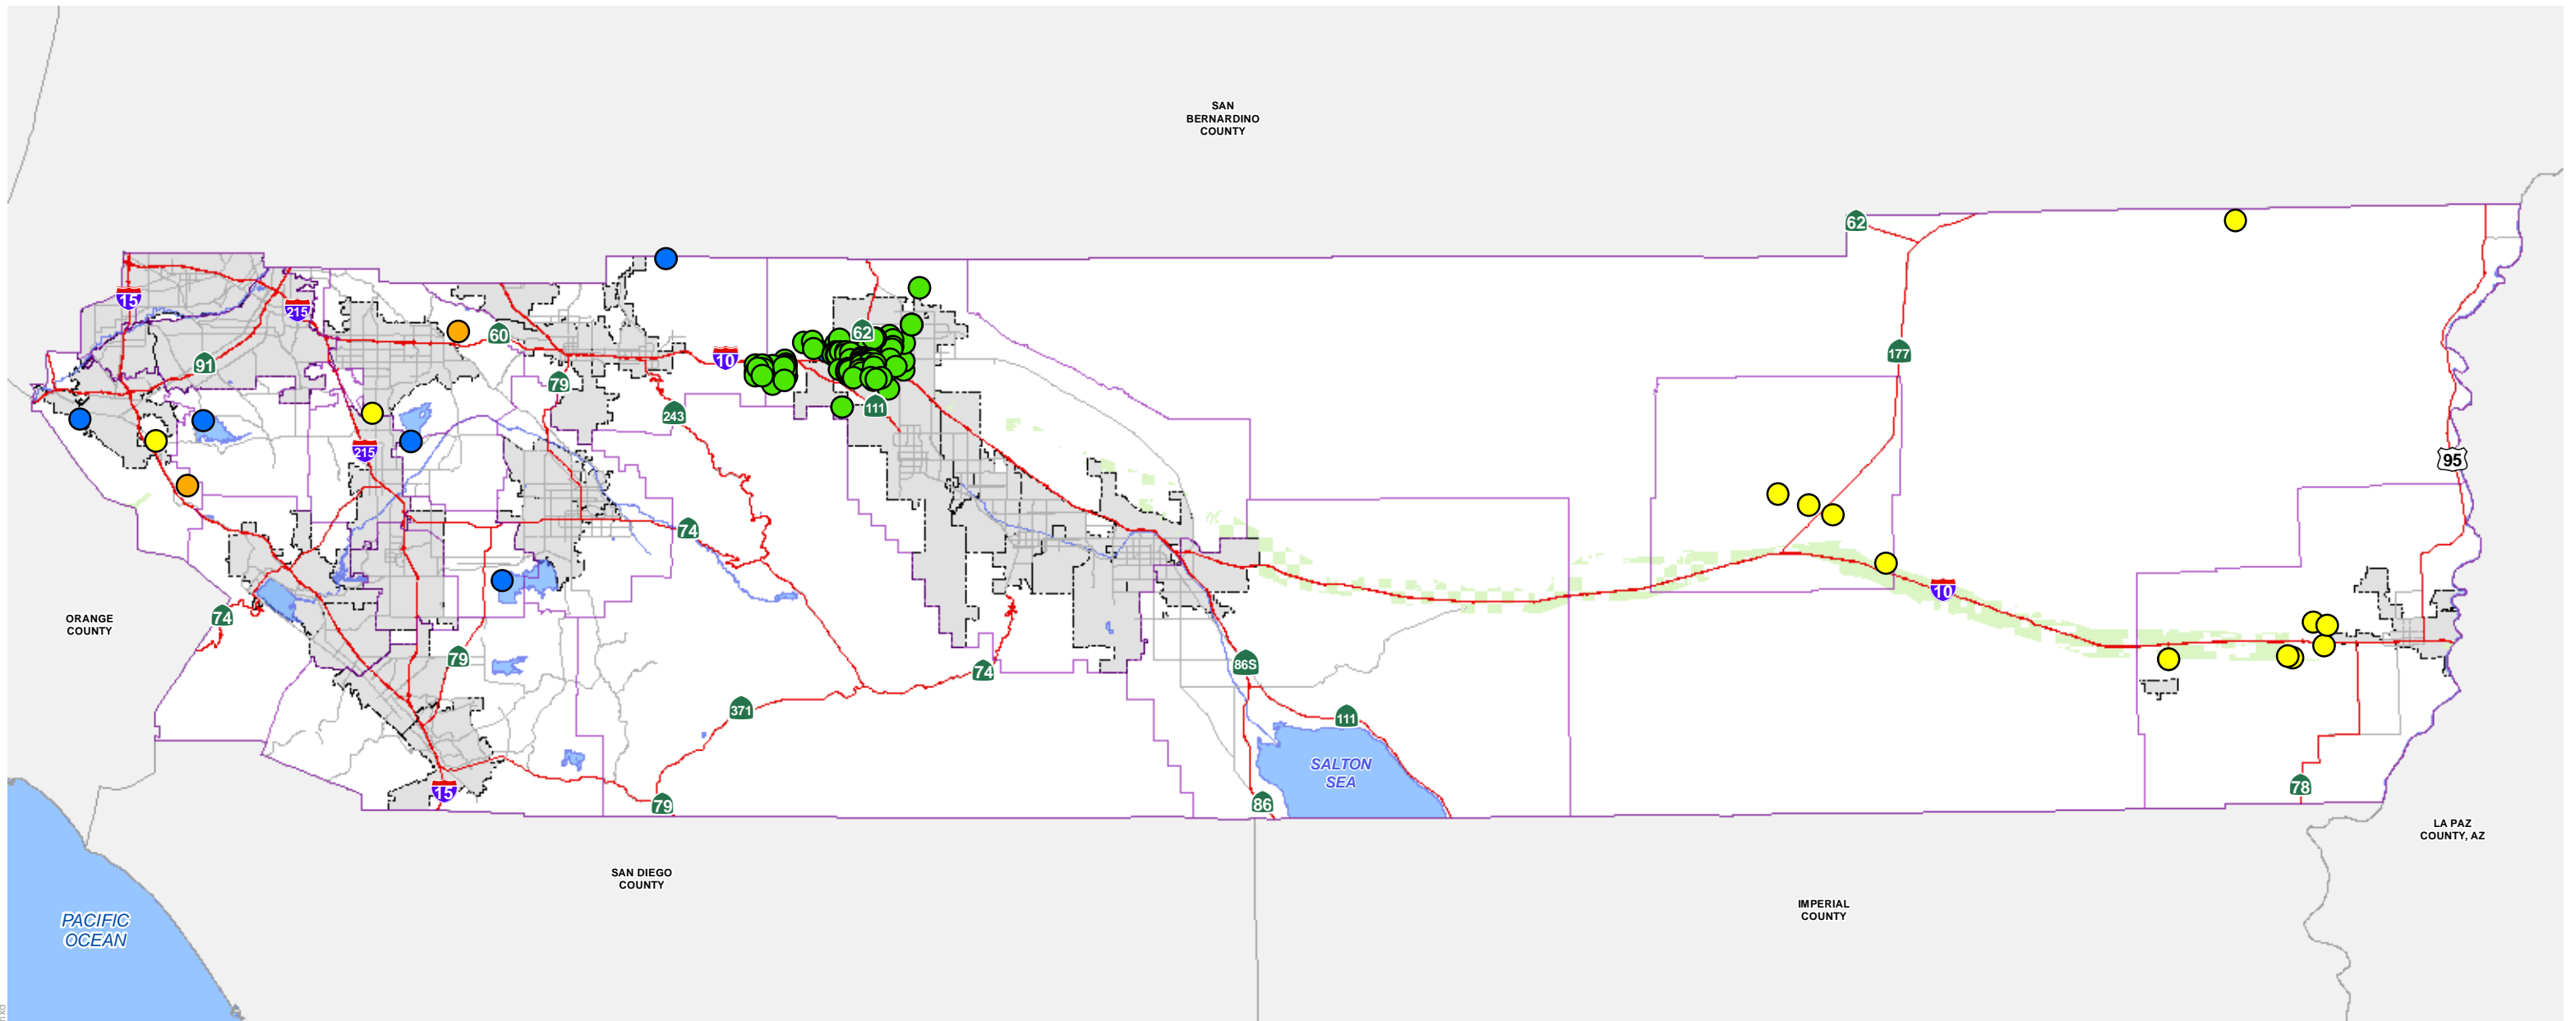 SAN
BERNARDINO
COUNTY
62
15
215
60
62
91
10
177
79
111
243
215
95
74
10
ORANGE
COUNTY
74
79
86S
74
371
111
SALTON
SEA
15
79
86
78
LA PAZ
COUNTY, AZ
SAN DIEGO
COUNTY
IMPERIAL
COUNTY
PACIFIC
OCEAN